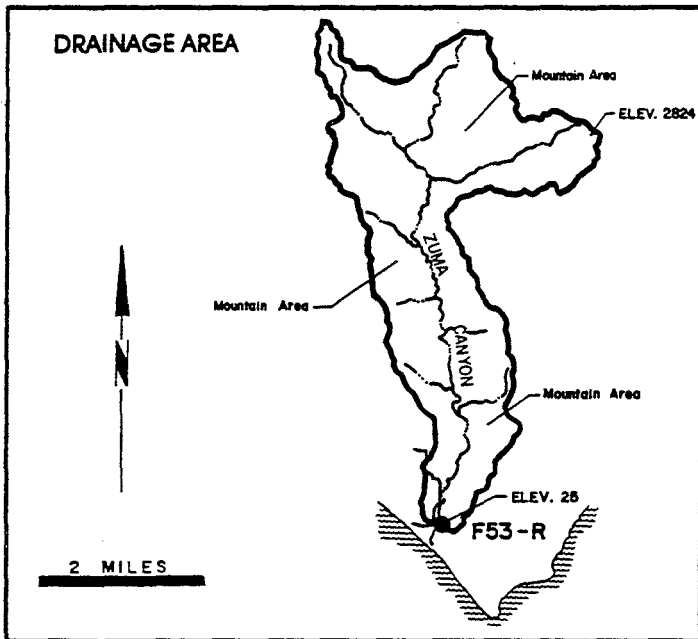 DRAINAGE AREA
Mountain Area
ELEV. 2824
ZUMA
Mountain Area
CANYON
N
Mountain Area
ELEV. 25
F53-R
2 MILES